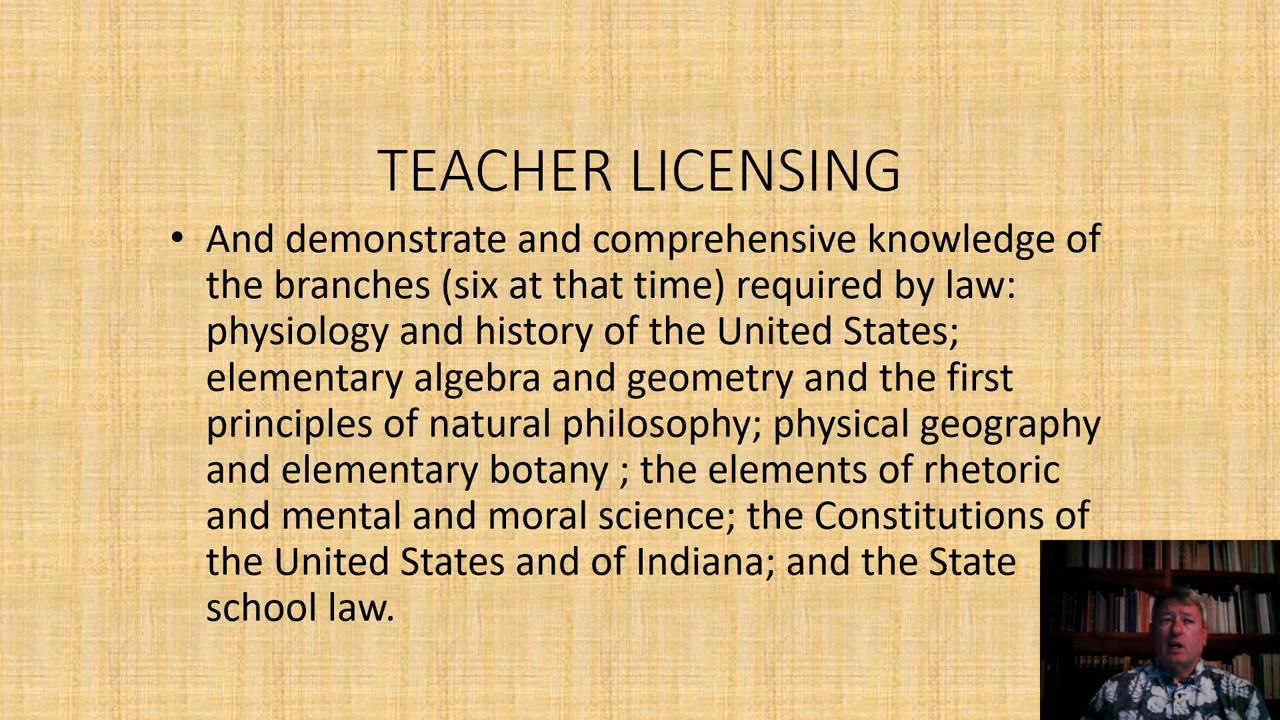 TEACHER LICENSING
• And demonstrate and comprehensive knowledge of
the branches (six at that time) required by law:
physiology and history of the United States;
elementary algebra and geometry and the first
principles of natural philosophy; physical geography
and elementary botany ; the elements of rhetoric
and mental and moral science; the Constitutions of
the United States and of Indiana; and the State
school law.